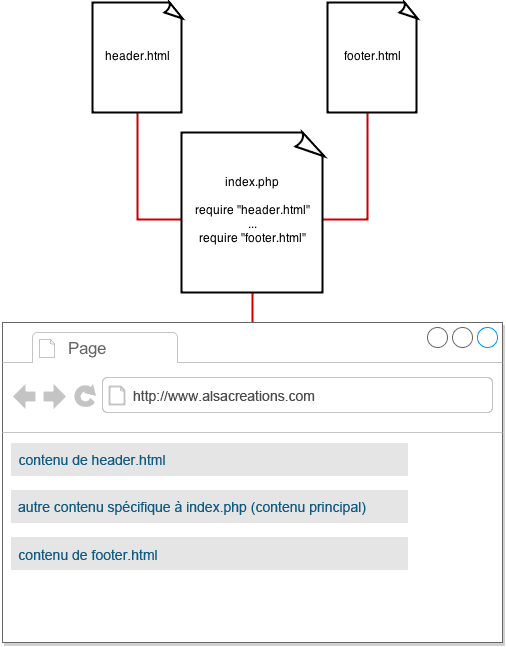 header.html
footer.html
index.php
require "header.html"
...
require "footer.html"
Page
http://www.alsacreations.com
contenu de header.html
autre contenu spécifique à index.php (contenu principal)
contenu de footer.html